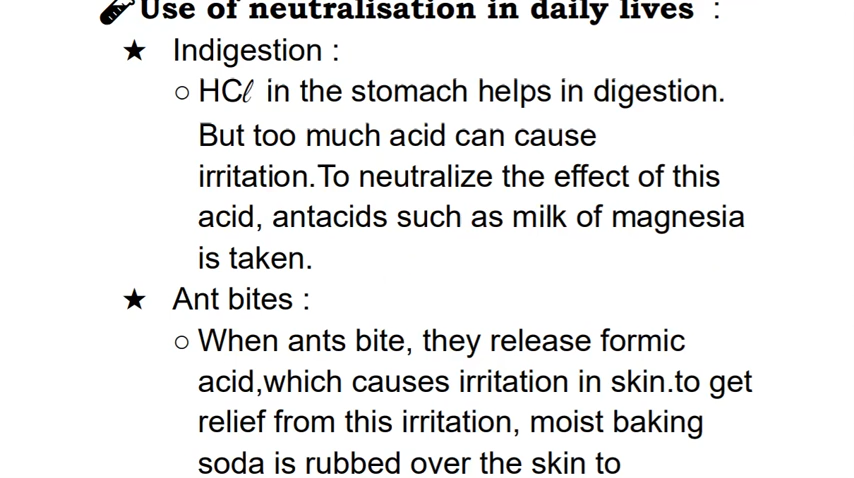 Use of neutralisation in daily lives :
★ Indigestion :
○ HCℓ in the stomach helps in digestion.
But too much acid can cause
irritation.To neutralize the effect of this
acid, antacids such as milk of magnesia
is taken.
★ Ant bites :
○ When ants bite, they release formic
acid,which causes irritation in skin.to get
relief from this irritation, moist baking
soda is rubbed over the skin to